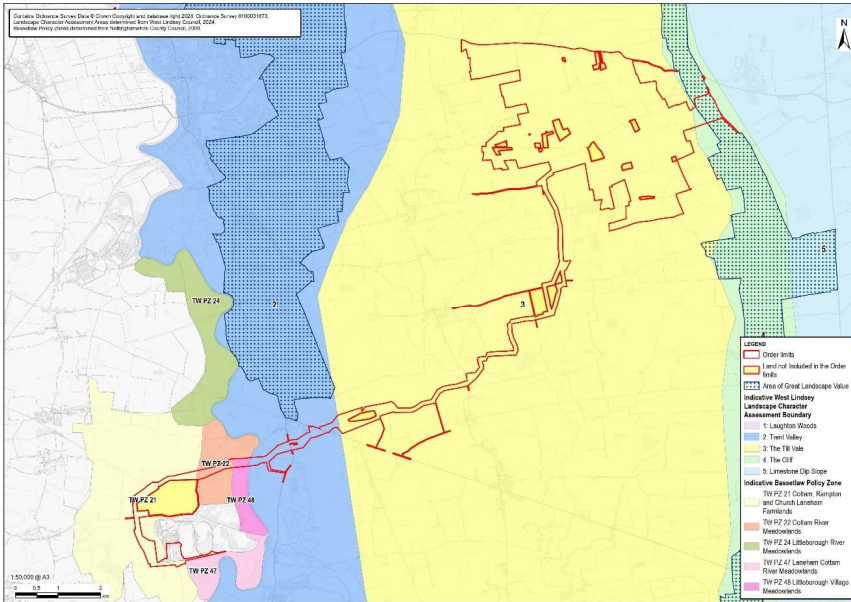 Contains Ordnance Survey Data © Crown Copyright and database right 2024. Ordnance Survey 0100031673.
Landscape Character Assessment Areas determined from West Lindsey Council, 2024.
Bassetlaw Policy Zones determined from Nottinghamshire County Council, 2009.
N
TW PZ 24
2
3
5
4
TW PZ 22
TW PZ 21
TW PZ 48
TW PZ 47
1:50,000 @ A3
0 0.5 1 2
km
LEGEND
Order limits
Land not Included in the Order
limits
Area of Great Landscape Value
Indicative West Lindsey
Landscape Character
Assessment Boundary
1: Laughton Woods
2: Trent Valley
3: The Till Vale
4: The Cliff
5: Limestone Dip Slope
Indicative Bassetlaw Policy Zone
TW PZ 21 Cottam, Rampton
and Church Laneham
Farmlands
TW PZ 22 Cottam River
Meadowlands
TW PZ 24 Littleborough River
Meadowlands
TW PZ 47 Laneham Cottam
River Meadowlands
TW PZ 48 Littleborough Village
Meadowlands